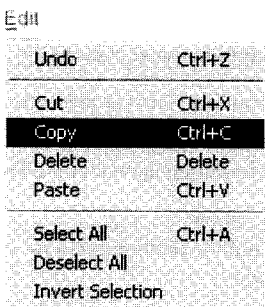 Edit
Undo Ctrl+Z
Cut Ctrl+X
Copy Ctrl+C
Delete Delete
Paste Ctrl+V
Select All Ctrl+A
Deselect All
Invert Selection